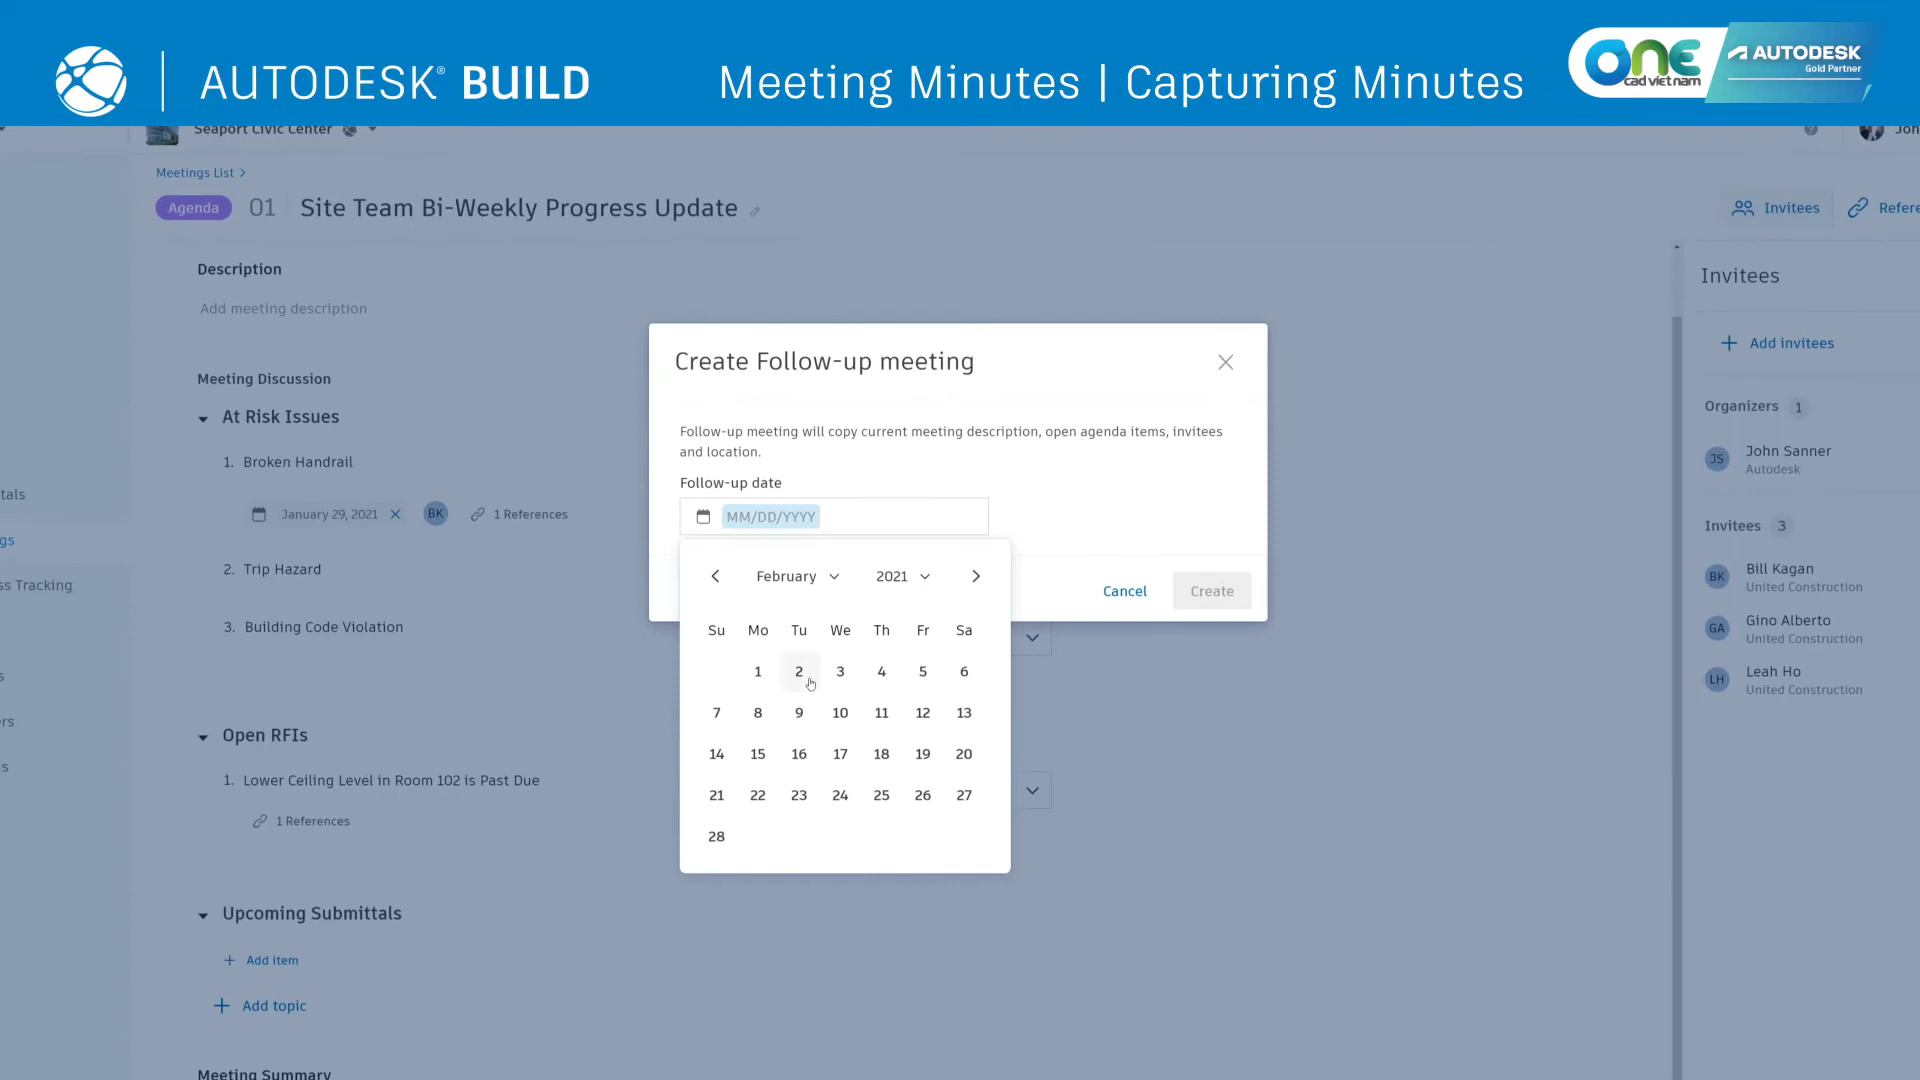 AUTODESK® BUILD
Meeting Minutes | Capturing Minutes
ONE
cad viet nam
AUTODESK
Gold Partner
Seaport Civic Center
Meetings List >
Agenda 01 Site Team Bi-Weekly Progress Update
Invitees
Refere
Description
Add meeting description
Meeting Discussion
At Risk Issues
1. Broken Handrail
January 29, 2021 BK 1 References
2. Trip Hazard
3. Building Code Violation
Open RFIs
1. Lower Ceiling Level in Room 102 is Past Due
1 References
Upcoming Submittals
+ Add item
+ Add topic
Meeting Summary
tals
gs
ss Tracking
s
ers
s
Create Follow-up meeting
Follow-up meeting will copy current meeting description, open agenda items, invitees
and location.
Follow-up date
MM/DD/YYYY
February 2021
Su Mo Tu We Th Fr Sa
1 2 3 4 5 6
7 8 9 10 11 12 13
14 15 16 17 18 19 20
21 22 23 24 25 26 27
28
Cancel Create
Invitees
+ Add invitees
Organizers 1
JS John Sanner
Autodesk
Invitees 3
BK Bill Kagan
United Construction
GA Gino Alberto
United Construction
LH Leah Ho
United Construction